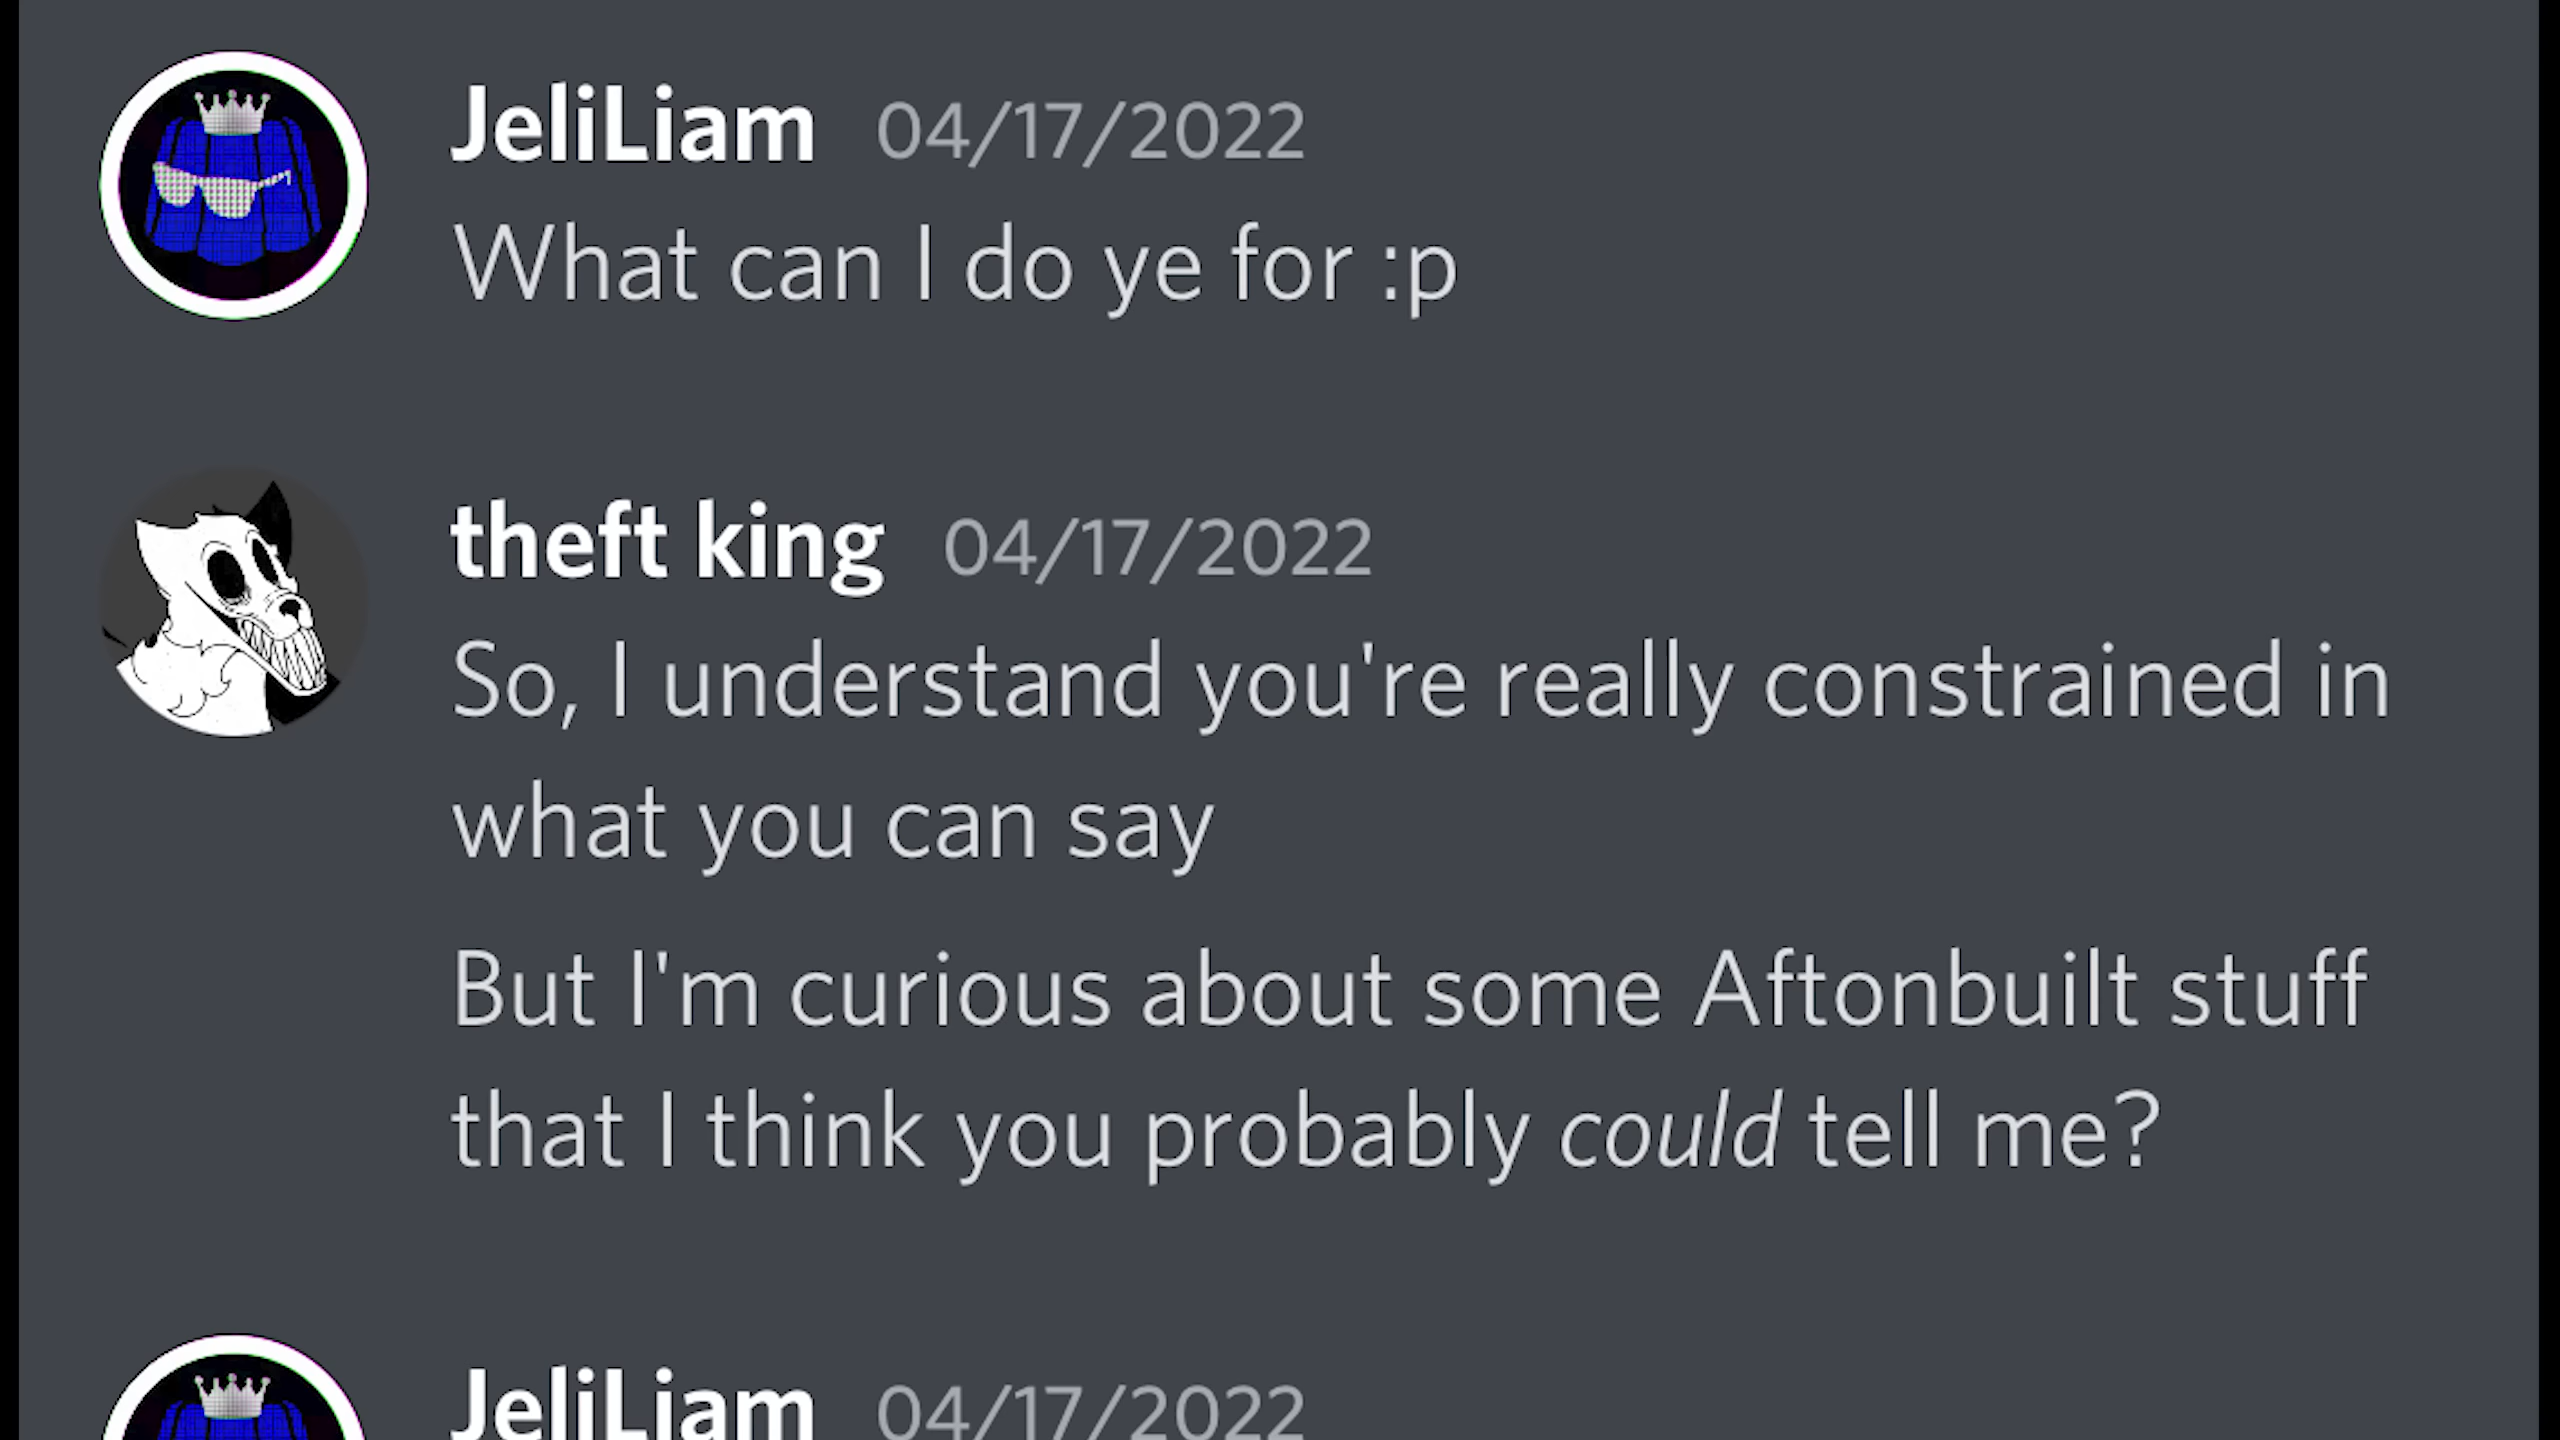 JeliLiam 04/17/2022
What can I do ye for :p
theft king 04/17/2022
So, I understand you're really constrained in
what you can say
But I'm curious about some Aftonbuilt stuff
that I think you probably could tell me?
JeliLiam 04/17/2022